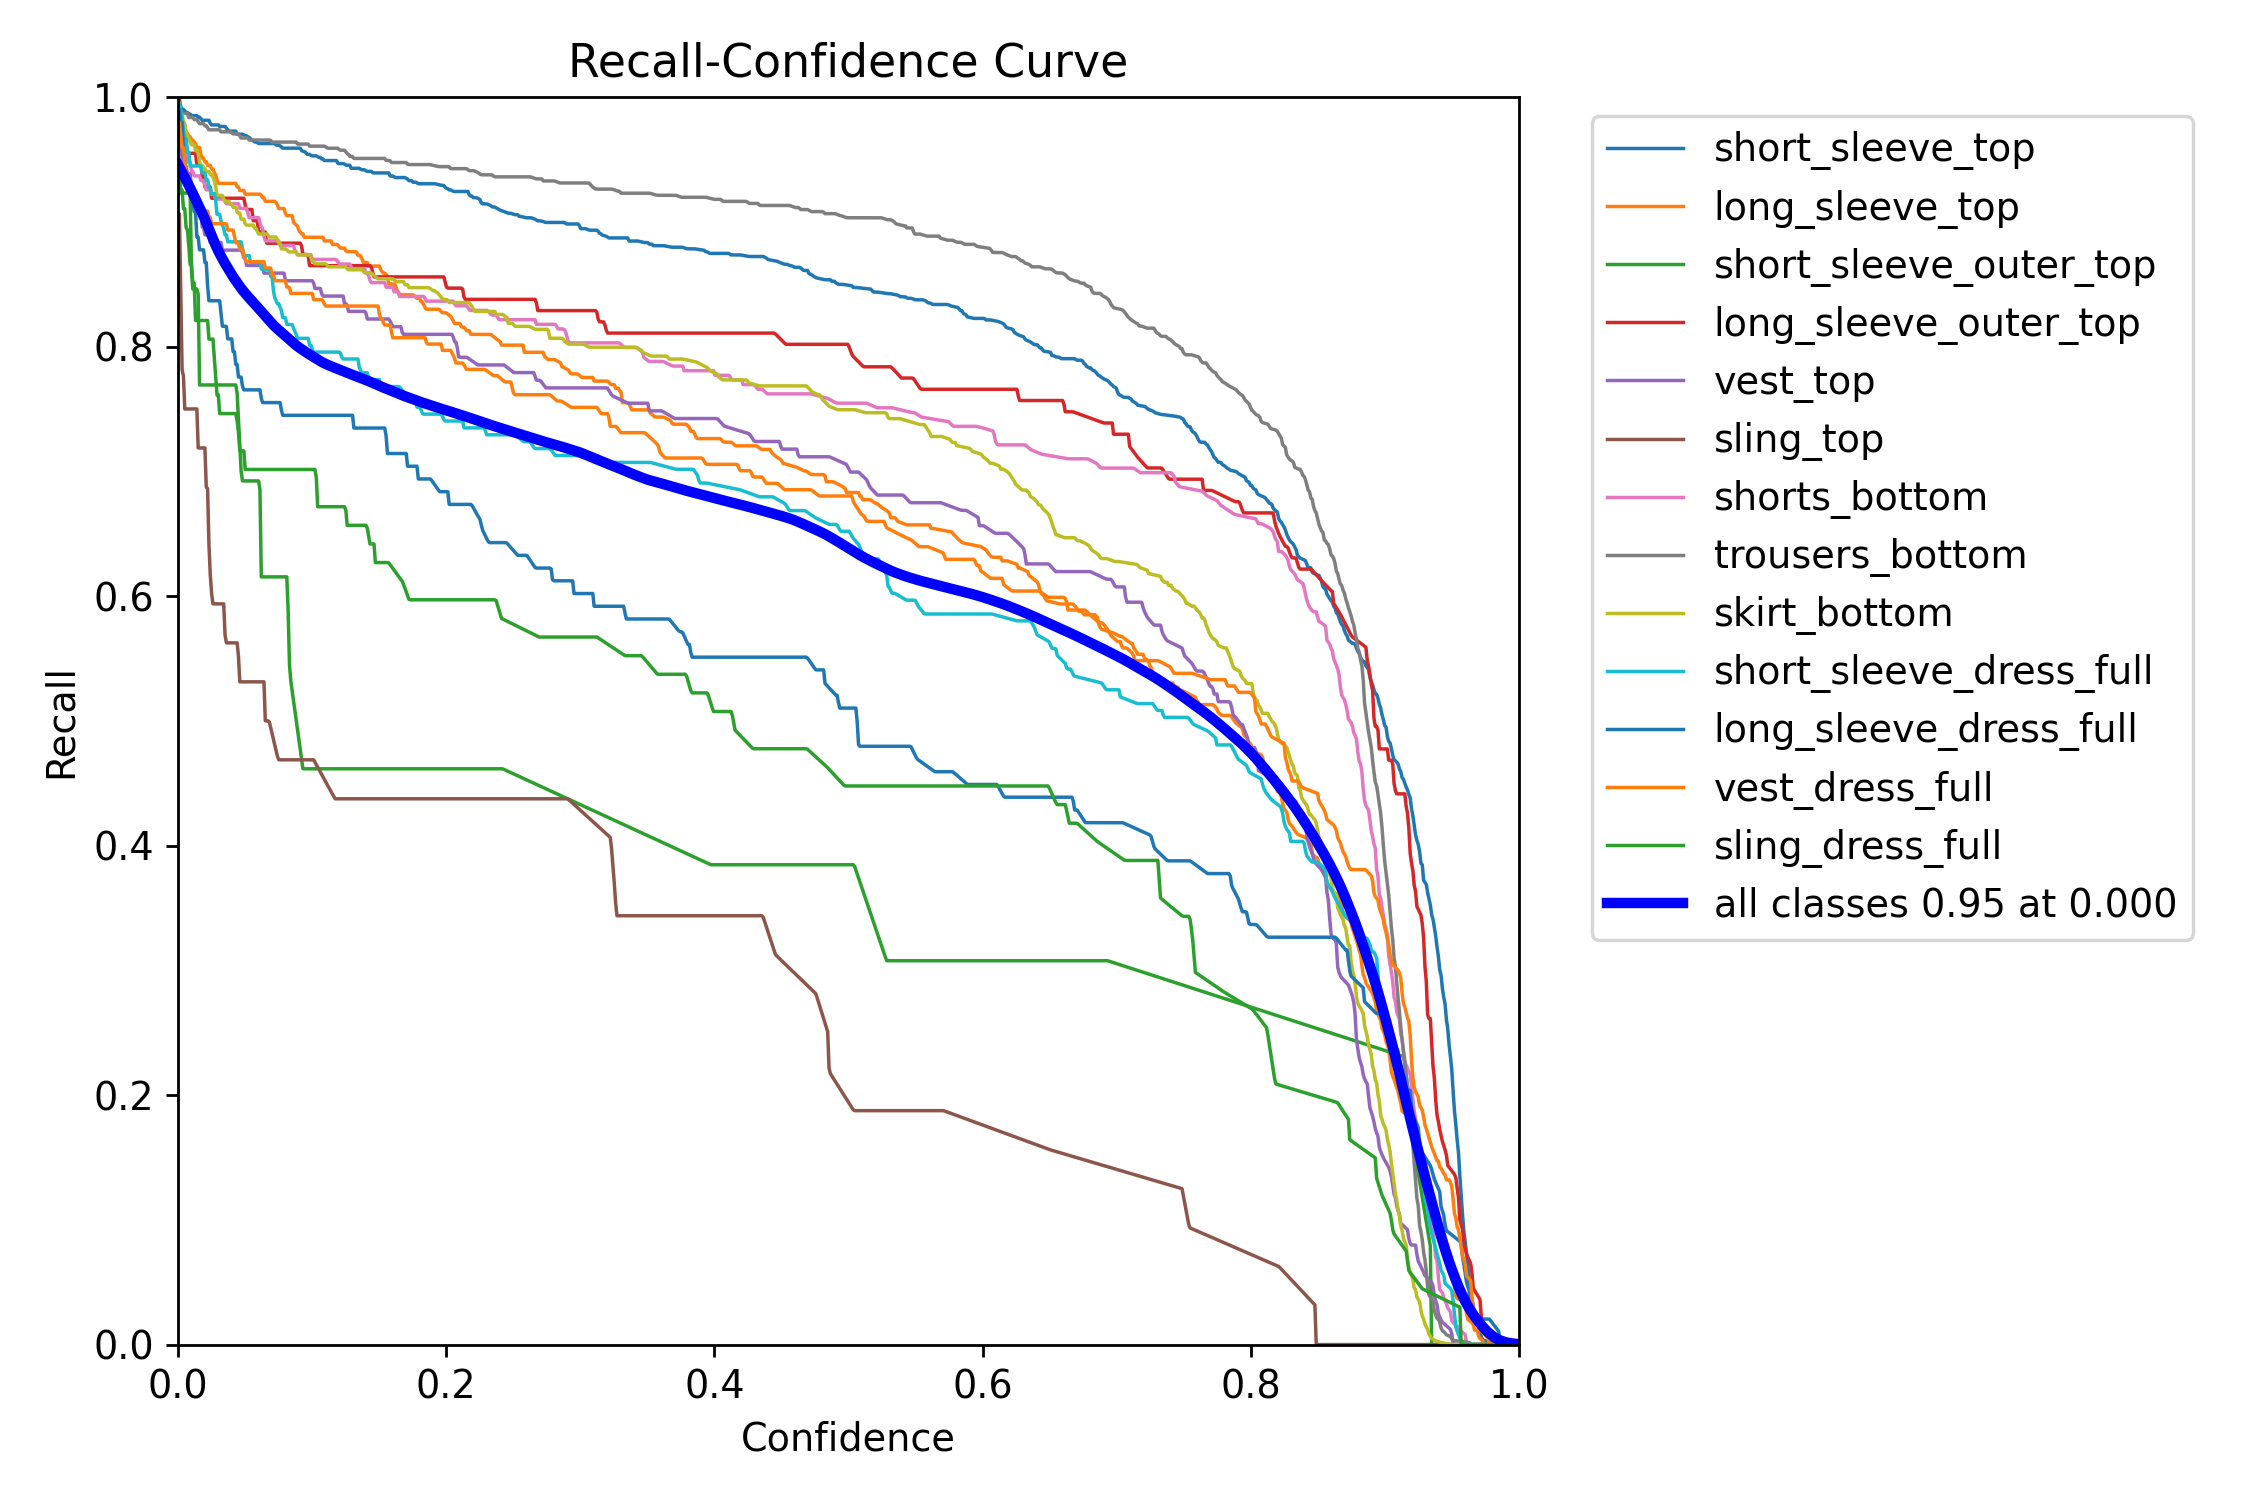 Recall-Confidence Curve
1.0
0.8
0.6
0.4
0.2
0.0
Recall
0.0 0.2 0.4 0.6 0.8 1.0
Confidence
short_sleeve_top
long_sleeve_top
short_sleeve_outer_top
long_sleeve_outer_top
vest_top
sling_top
shorts_bottom
trousers_bottom
skirt_bottom
short_sleeve_dress_full
long_sleeve_dress_full
vest_dress_full
sling_dress_full
all classes 0.95 at 0.000